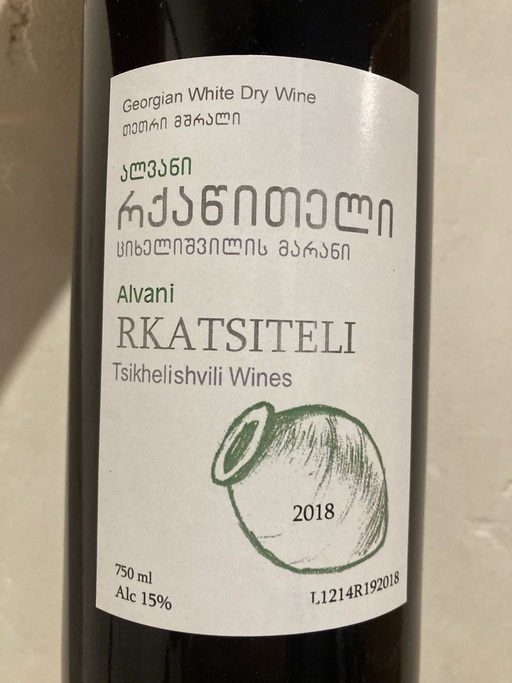 Georgian White Dry Wine
თეთრი მშრალი
ალვანი
რქაწითელი
ციხელიშვილის მარანი
Alvani
RKATSITELI
Tsikhelishvili Wines
2018
750 ml
Alc 15%
L1214R192018